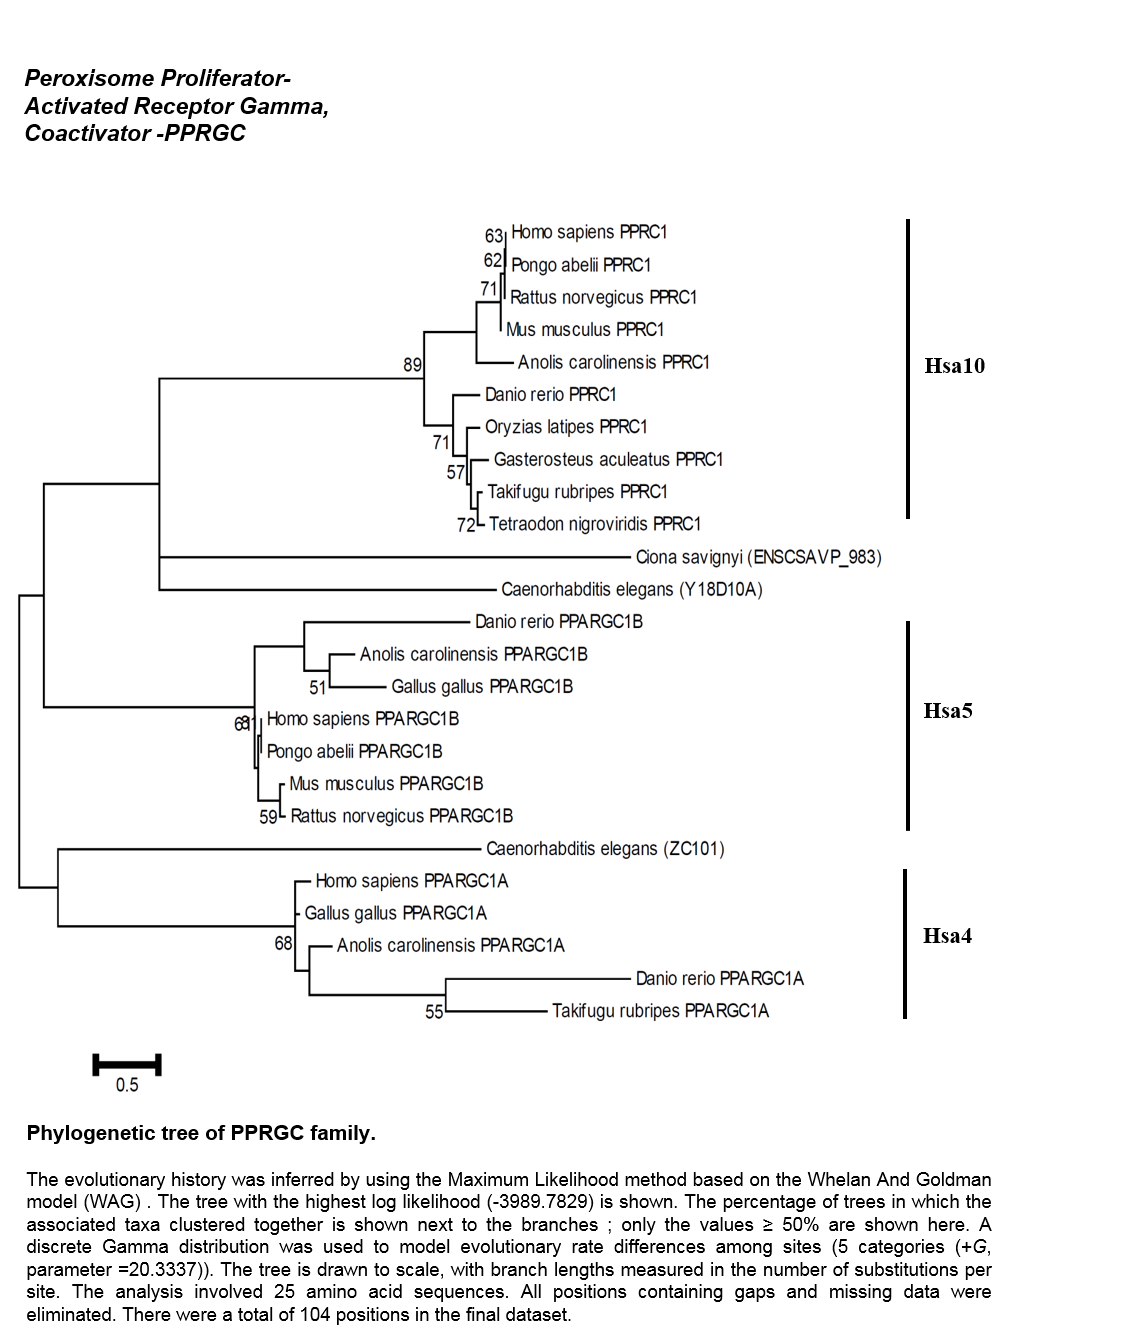 Peroxisome Proliferator-
Activated Receptor Gamma,
Coactivator -PPRGC
63
Homo sapiens PPRC1
62
Pongo abelii PPRC1
71
Rattus norvegicus PPRC1
Mus musculus PPRC1
89
Anolis carolinensis PPRC1
Hsa10
Danio rerio PPRC1
Oryzias latipes PPRC1
71
Gasterosteus aculeatus PPRC1
57
Takifugu rubripes PPRC1
72
Tetraodon nigroviridis PPRC1
Ciona savignyi (ENSCSAVP_983)
Caenorhabditis elegans (Y18D10A)
Danio rerio PPARGC1B
Anolis carolinensis PPARGC1B
51
Gallus gallus PPARGC1B
Hsa5
Homo sapiens PPARGC1B
Pongo abelii PPARGC1B
Mus musculus PPARGC1B
59
Rattus norvegicus PPARGC1B
Caenorhabditis elegans (ZC101)
Homo sapiens PPARGC1A
Gallus gallus PPARGC1A
68
Anolis carolinensis PPARGC1A
Hsa4
Danio rerio PPARGC1A
55
Takifugu rubripes PPARGC1A
0.5
Phylogenetic tree of PPRGC family.
The evolutionary history was inferred by using the Maximum Likelihood method based on the Whelan And Goldman
model (WAG) . The tree with the highest log likelihood (-3989.7829) is shown. The percentage of trees in which the
associated taxa clustered together is shown next to the branches ; only the values ≥ 50% are shown here. A
discrete Gamma distribution was used to model evolutionary rate differences among sites (5 categories (+G,
parameter =20.3337)). The tree is drawn to scale, with branch lengths measured in the number of substitutions per
site. The analysis involved 25 amino acid sequences. All positions containing gaps and missing data were
eliminated. There were a total of 104 positions in the final dataset.